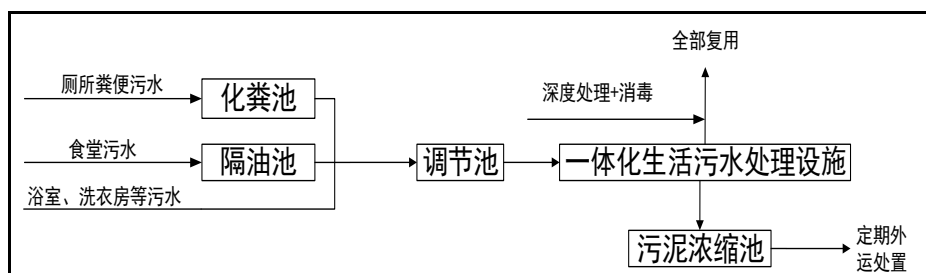 全部复用
厕所粪便污水
化粪池
深度处理+消毒
食堂污水
隔油池
调节池
一体化生活污水处理设施
浴室、洗衣房等污水
污泥浓缩池
定期外
运处置